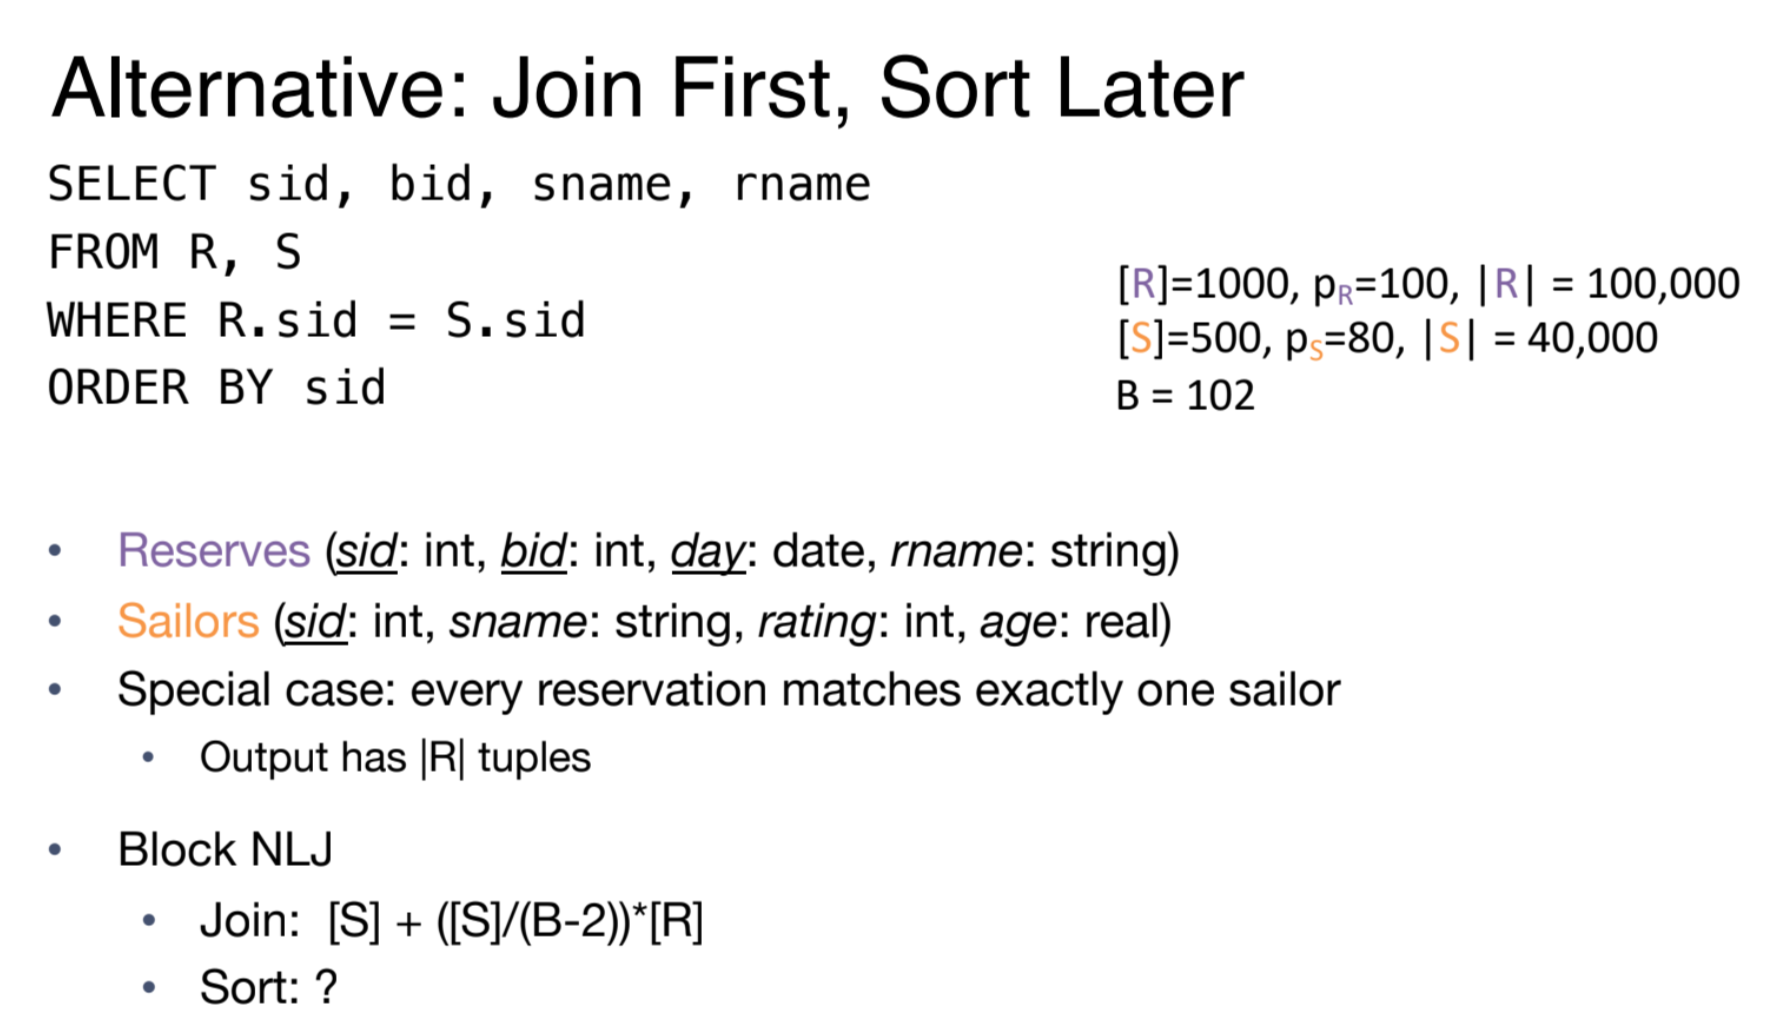 Alternative: Join First, Sort Later
SELECT sid, bid, sname, rname
FROM R, S
WHERE R.sid = S.sid
ORDER BY sid
[R]=1000, pR=100, |R| = 100,000
[S]=500, pS=80, |S| = 40,000
B = 102
• Reserves (sid: int, bid: int, day: date, rname: string)
• Sailors (sid: int, sname: string, rating: int, age: real)
• Special case: every reservation matches exactly one sailor
• Output has |R| tuples
• Block NLJ
• Join: [S] + ([S]/(B-2))*[R]
• Sort: ?